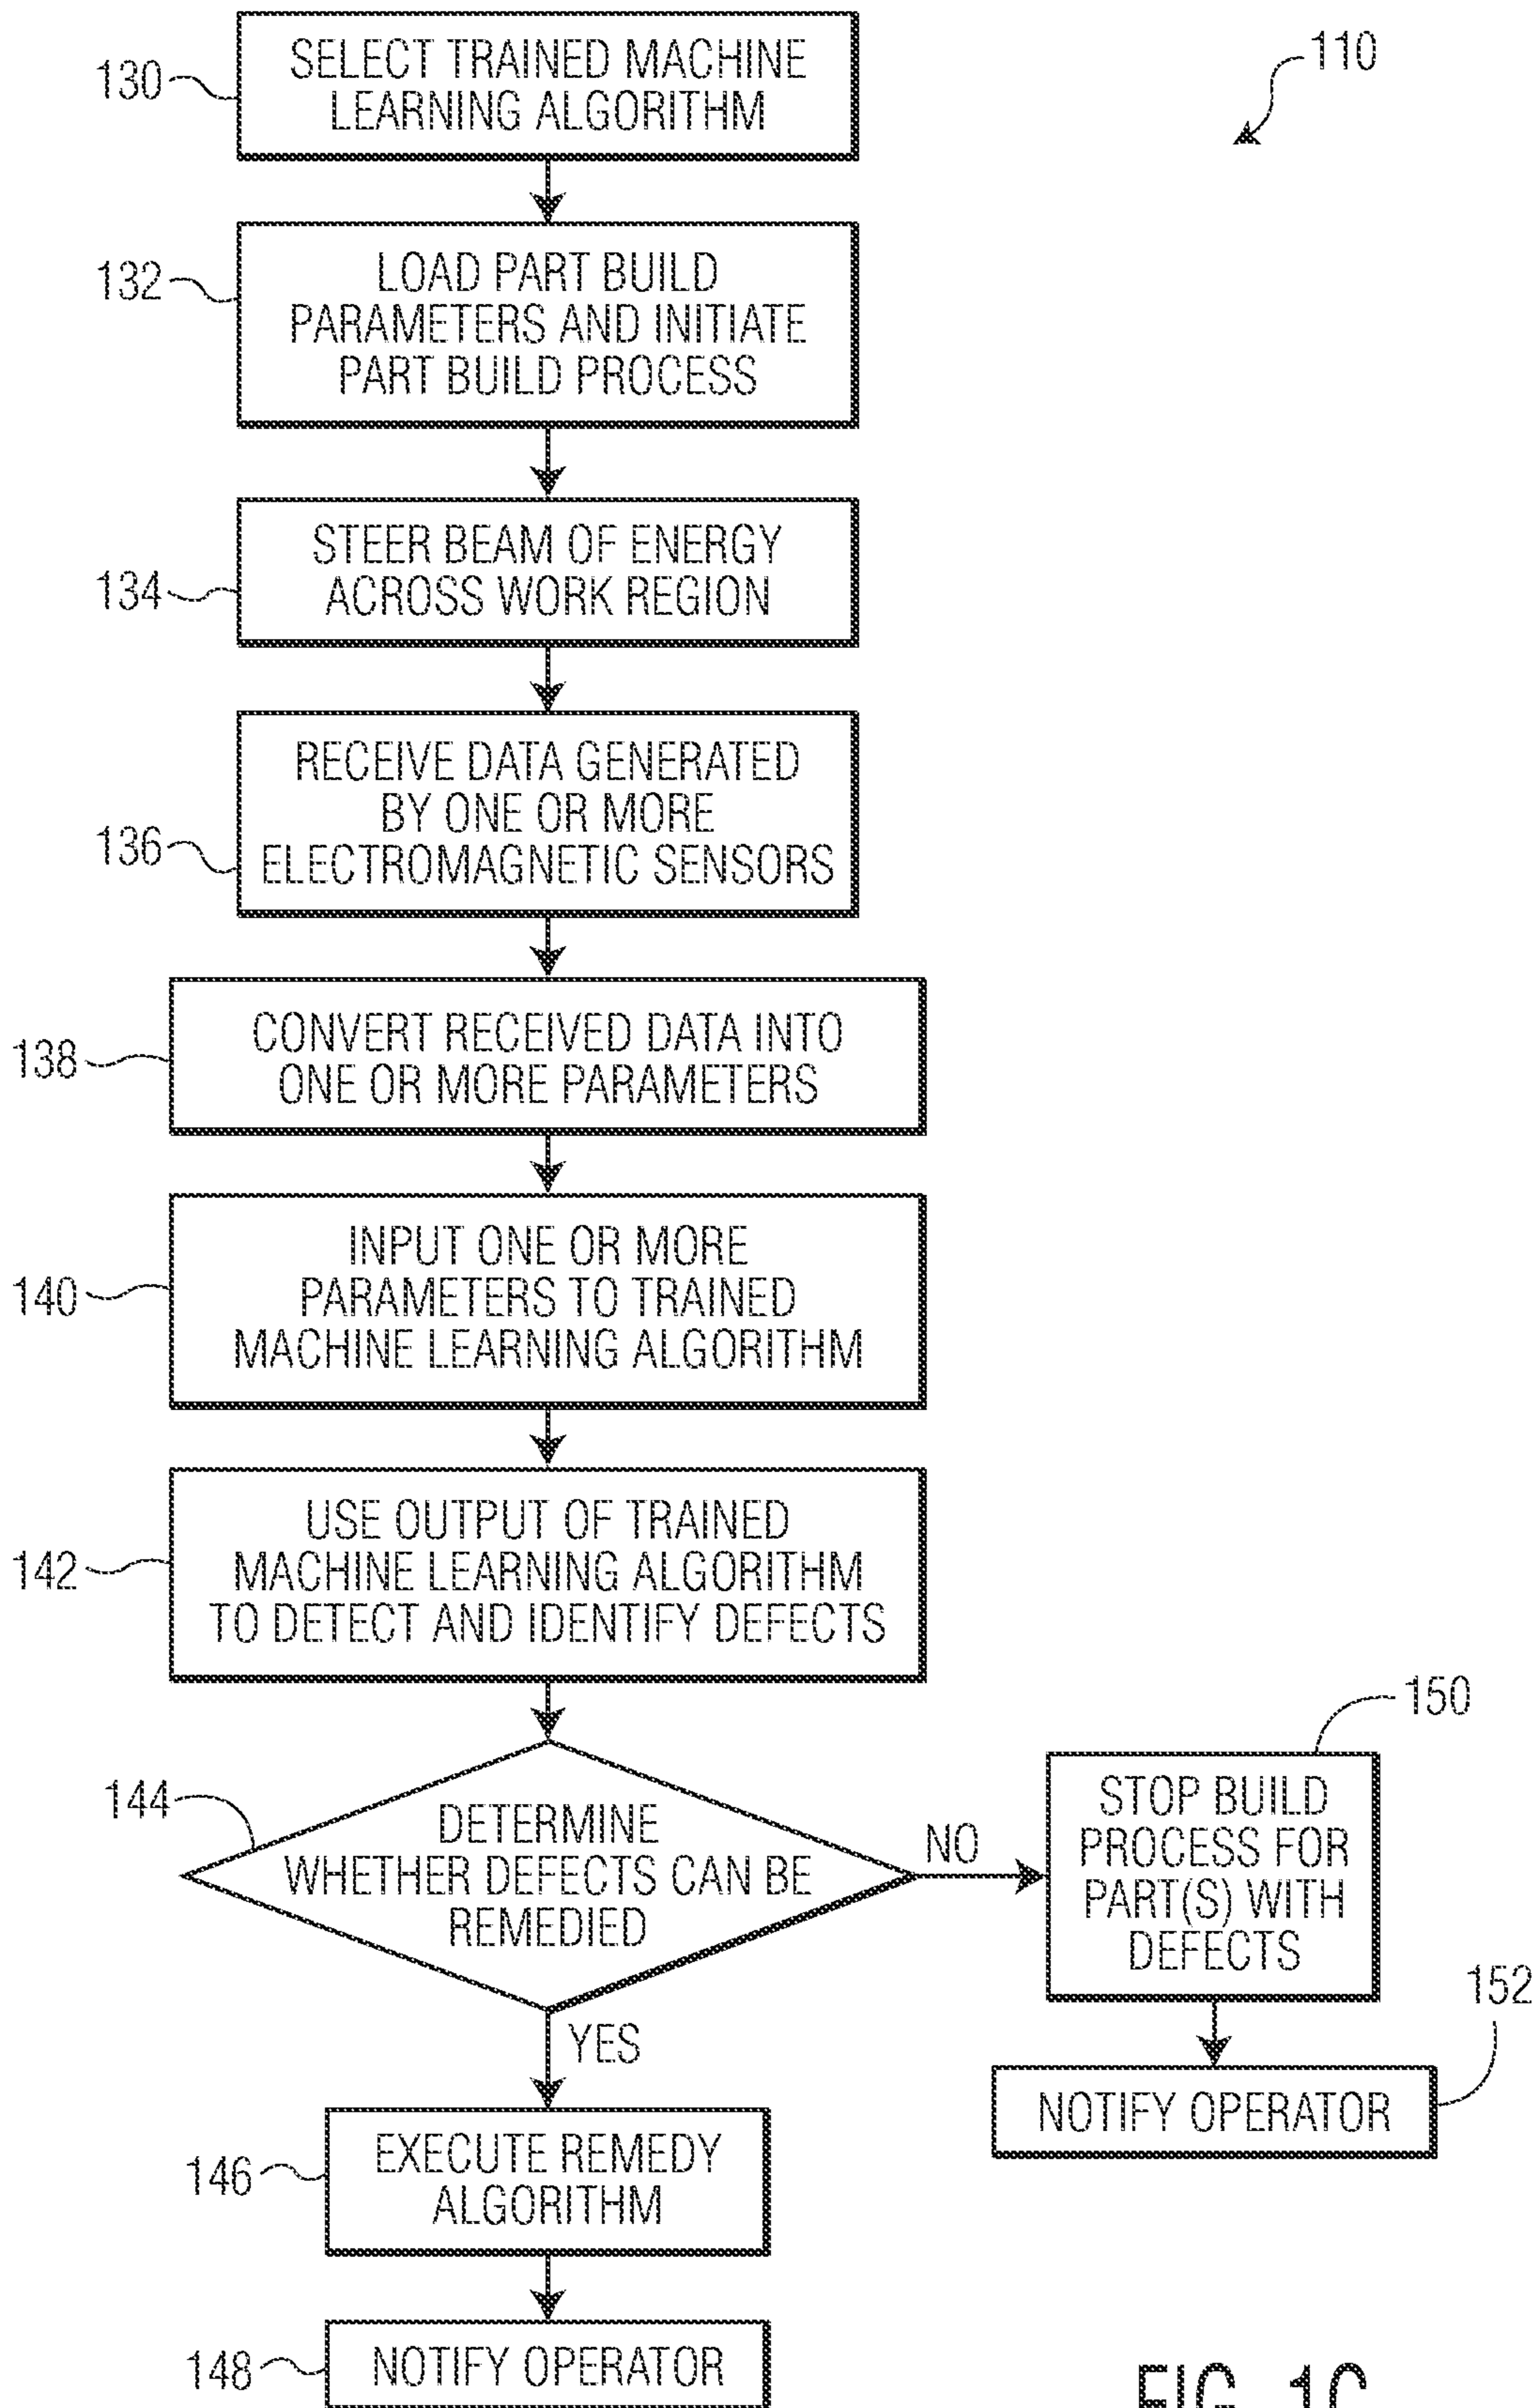 110
130
SELECT TRAINED MACHINE
LEARNING ALGORITHM
132
LOAD PART BUILD
PARAMETERS AND INITIATE
PART BUILD PROCESS
134
STEER BEAM OF ENERGY
ACROSS WORK REGION
136
RECEIVE DATA GENERATED
BY ONE OR MORE
ELECTROMAGNETIC SENSORS
138
CONVERT RECEIVED DATA INTO
ONE OR MORE PARAMETERS
140
INPUT ONE OR MORE
PARAMETERS TO TRAINED
MACHINE LEARNING ALGORITHM
142
USE OUTPUT OF TRAINED
MACHINE LEARNING ALGORITHM
TO DETECT AND IDENTIFY DEFECTS
144
DETERMINE
WHETHER DEFECTS CAN BE
REMEDIED
NO
150
STOP BUILD
PROCESS FOR
PART(S) WITH
DEFECTS
152
NOTIFY OPERATOR
YES
146
EXECUTE REMEDY
ALGORITHM
148
NOTIFY OPERATOR
FIG. 1C